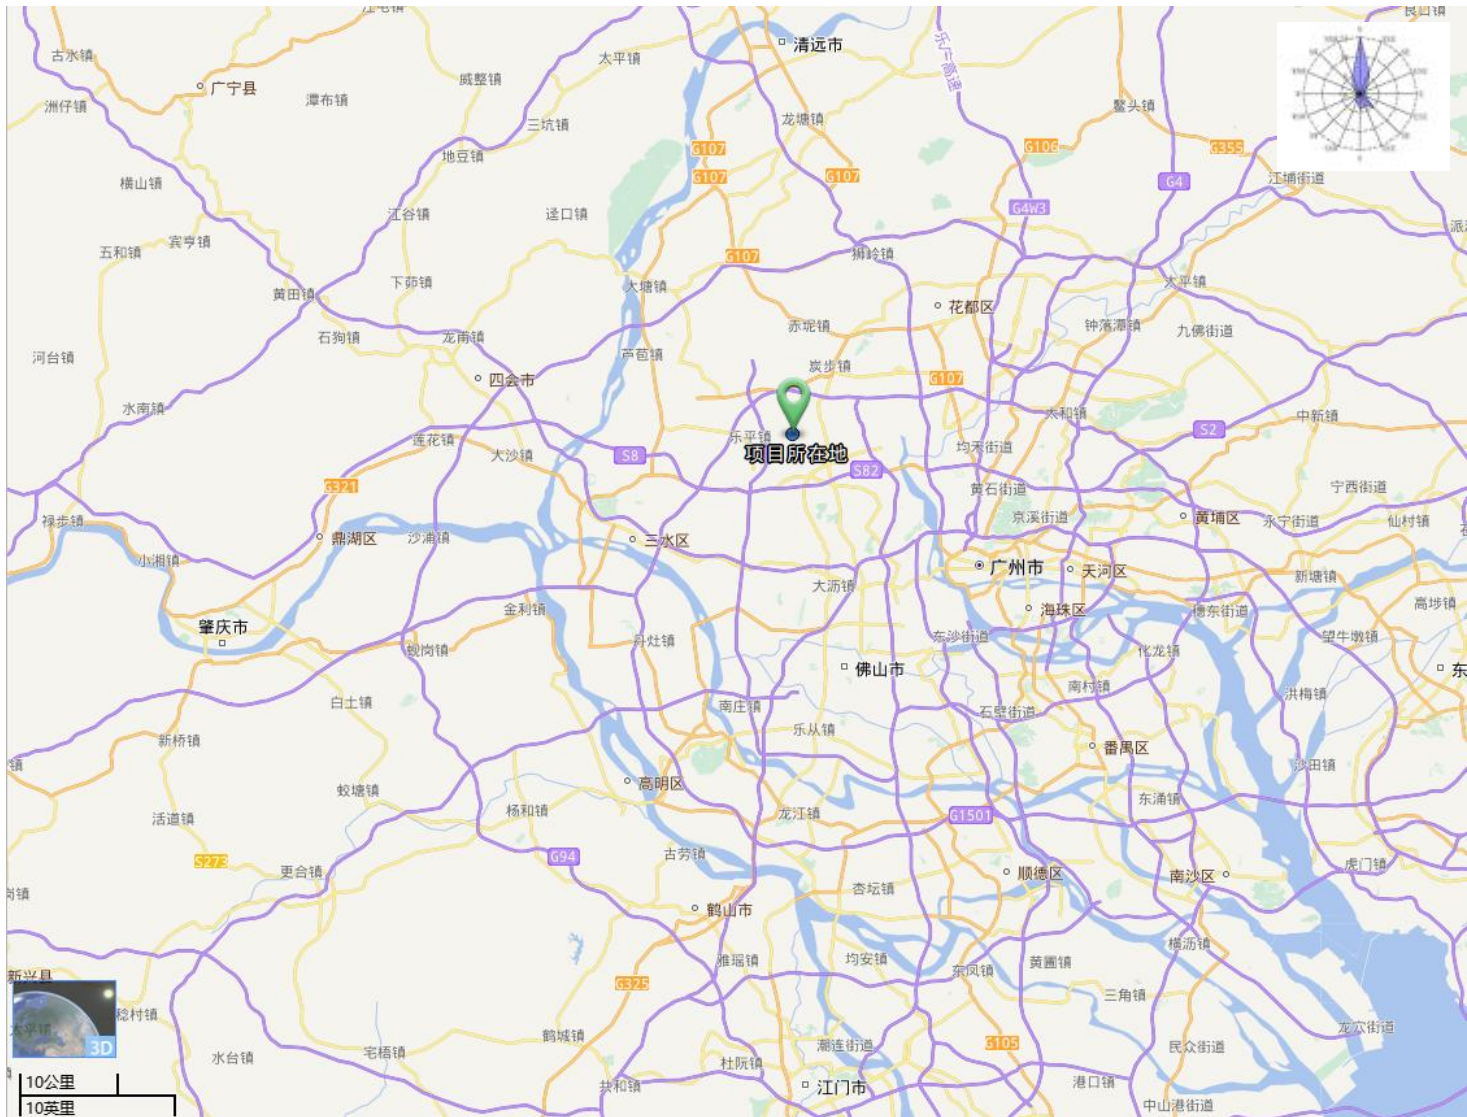 清远市
良口镇
古水镇
太平镇
广宁县
威整镇
乐广高速
洲仔镇
潭布镇
鳌头镇
龙塘镇
三坑镇
G107
G106
G355
地豆镇
G107
G107
G4
江埔街道
横山镇
江谷镇
迳口镇
G4W3
宾亨镇
五和镇
G107
狮岭镇
下茆镇
大塘镇
太平镇
黄田镇
花都区
石狗镇
龙甫镇
赤坭镇
钟落潭镇
九佛街道
河台镇
芦苞镇
炭步镇
四会市
G107
水南镇
太和镇
中新镇
莲花镇
乐平镇
S2
大沙镇
S8
项目所在地
S82
均禾街道
G321
黄石街道
宁西街道
禄步镇
京溪街道
黄埔区
永宁街道
仙村镇
鼎湖区
沙浦镇
三水区
小湘镇
广州市
天河区
新塘镇
大沥镇
高埗镇
金利镇
海珠区
穗东街道
肇庆市
丹灶镇
东沙街道
望牛墩镇
蚬岗镇
化龙镇
佛山市
东
南村镇
洪梅镇
白土镇
南庄镇
石壁街道
乐从镇
新桥镇
番禺区
沙田镇
高明区
蛟塘镇
东涌镇
杨和镇
龙江镇
活道镇
G1501
G94
古劳镇
S273
虎门镇
更合镇
顺德区
南沙区
杏坛镇
鹤山市
横沥镇
雅瑶镇
均安镇
黄圃镇
东凤镇
新兴县
G325
三角镇
稔村镇
太平镇
龙穴街道
鹤城镇
G105
3D
潮连街道
民众街道
水台镇
宅梧镇
杜阮镇
10公里
共和镇
江门市
港口镇
10英里
中山港街道